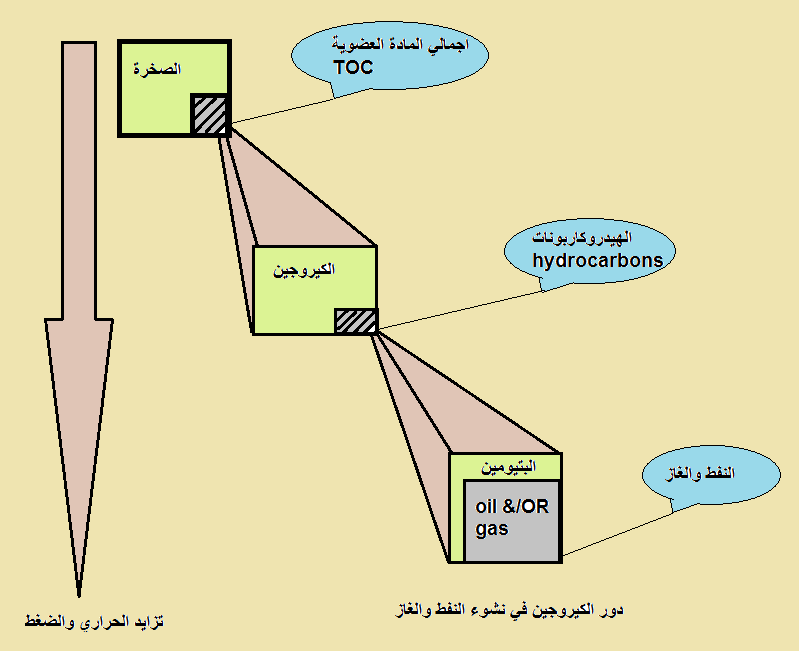 اجمالي المادة العضوية
TOC
الصخرة
الهيدروكاربونات
hydrocarbons
الكيروجين
البتيومين
oil &/OR
gas
النفط والغاز
دور الكيروجين في نشوء النفط والغاز
تزايد الحراري والضغط